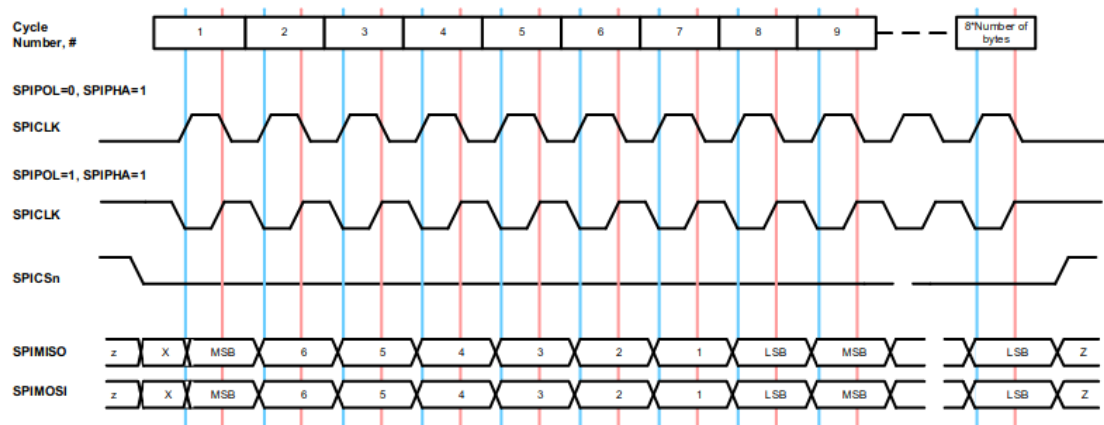 Cycle
Number, #
1 2 3 4 5 6 7 8 9 8*Number of
bytes
SPIPOL=0, SPIPHA=1
SPICLK
SPIPOL=1, SPIPHA=1
SPICLK
SPICSn
SPIMISO z X MSB 6 5 4 3 2 1 LSB MSB LSB Z
SPIMOSI z X MSB 6 5 4 3 2 1 LSB MSB LSB Z